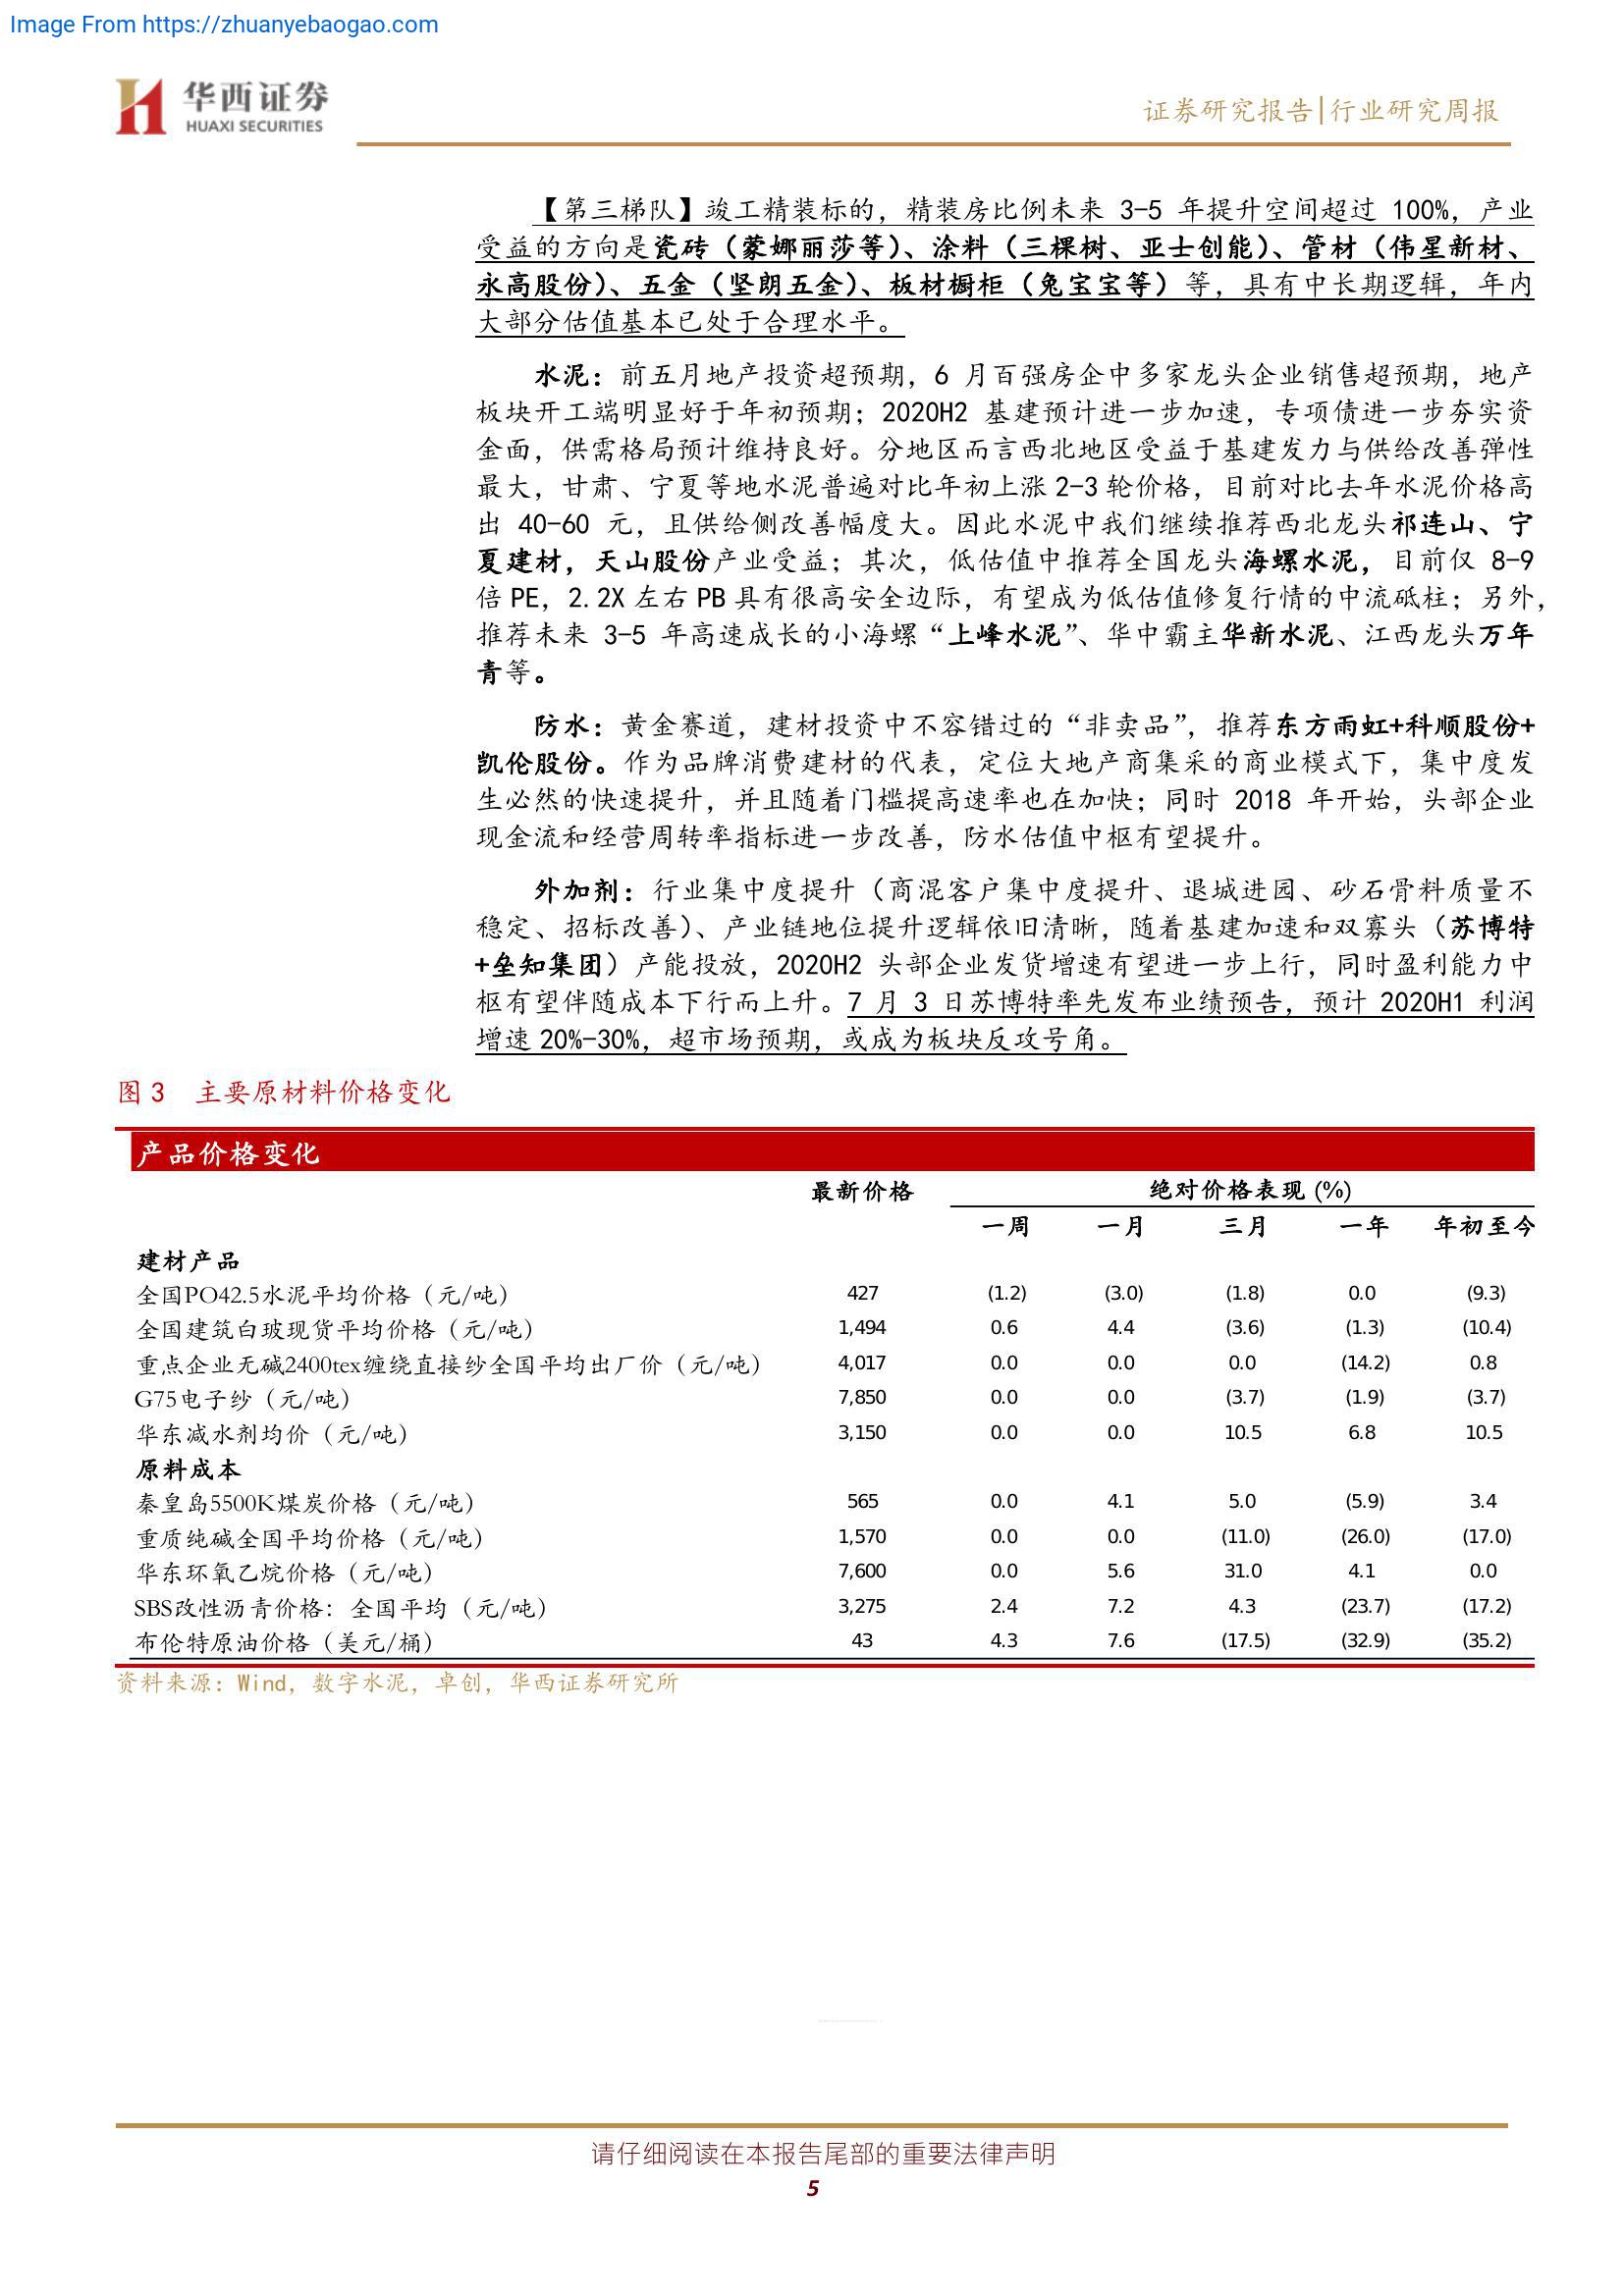 Image From https://zhuanyebaogao.com
华西证券
HUAXI SECURITIES
证券研究报告|行业研究周报
【第三梯队】竣工精装标的，精装房比例未来 3-5 年提升空间超过 100%，产业
受益的方向是瓷砖（蒙娜丽莎等）、涂料（三棵树、亚士创能）、管材（伟星新材、
永高股份）、五金（坚朗五金）、板材橱柜（兔宝宝等）等，具有中长期逻辑，年内
大部分估值基本已处于合理水平。
水泥：前五月地产投资超预期，6 月百强房企中多家龙头企业销售超预期，地产
板块开工端明显好于年初预期；2020H2 基建预计进一步加速，专项债进一步夯实资
金面，供需格局预计维持良好。分地区而言西北地区受益于基建发力与供给改善弹性
最大，甘肃、宁夏等地水泥普遍对比年初上涨 2-3 轮价格，目前对比去年水泥价格高
出 40-60 元，且供给侧改善幅度大。因此水泥中我们继续推荐西北龙头祁连山、宁
夏建材，天山股份产业受益；其次，低估值中推荐全国龙头海螺水泥，目前仅 8-9
倍 PE，2.2X 左右 PB 具有很高安全边际，有望成为低估值修复行情的中流砥柱；另外，
推荐未来 3-5 年高速成长的小海螺“上峰水泥”、华中霸主华新水泥、江西龙头万年
青等。
防水：黄金赛道，建材投资中不容错过的“非卖品”，推荐东方雨虹+科顺股份+
凯伦股份。作为品牌消费建材的代表，定位大地产商集采的商业模式下，集中度发
生必然的快速提升，并且随着门槛提高速率也在加快；同时 2018 年开始，头部企业
现金流和经营周转率指标进一步改善，防水估值中枢有望提升。
外加剂：行业集中度提升（商混客户集中度提升、退城进园、砂石骨料质量不
稳定、招标改善）、产业链地位提升逻辑依旧清晰，随着基建加速和双寡头（苏博特
+垒知集团）产能投放，2020H2 头部企业发货增速有望进一步上行，同时盈利能力中
枢有望伴随成本下行而上升。7 月 3 日苏博特率先发布业绩预告，预计 2020H1 利润
增速 20%-30%，超市场预期，或成为板块反攻号角。
图 3 主要原材料价格变化
产品价格变化
最新价格 绝对价格表现 (%)
一周 一月 三月 一年 年初至今
建材产品
全国PO42.5水泥平均价格（元/吨） 427 (1.2) (3.0) (1.8) 0.0 (9.3)
全国建筑白玻现货平均价格（元/吨） 1,494 0.6 4.4 (3.6) (1.3) (10.4)
重点企业无碱2400tex缠绕直接纱全国平均出厂价（元/吨） 4,017 0.0 0.0 0.0 (14.2) 0.8
G75电子纱（元/吨） 7,850 0.0 0.0 (3.7) (1.9) (3.7)
华东减水剂均价（元/吨） 3,150 0.0 0.0 10.5 6.8 10.5
原料成本
秦皇岛5500K煤炭价格（元/吨） 565 0.0 4.1 5.0 (5.9) 3.4
重质纯碱全国平均价格（元/吨） 1,570 0.0 0.0 (11.0) (26.0) (17.0)
华东环氧乙烷价格（元/吨） 7,600 0.0 5.6 31.0 4.1 0.0
SBS改性沥青价格：全国平均（元/吨） 3,275 2.4 7.2 4.3 (23.7) (17.2)
布伦特原油价格（美元/桶） 43 4.3 7.6 (17.5) (32.9) (35.2)
资料来源：Wind，数字水泥，卓创，华西证券研究所
请仔细阅读在本报告尾部的重要法律声明
5